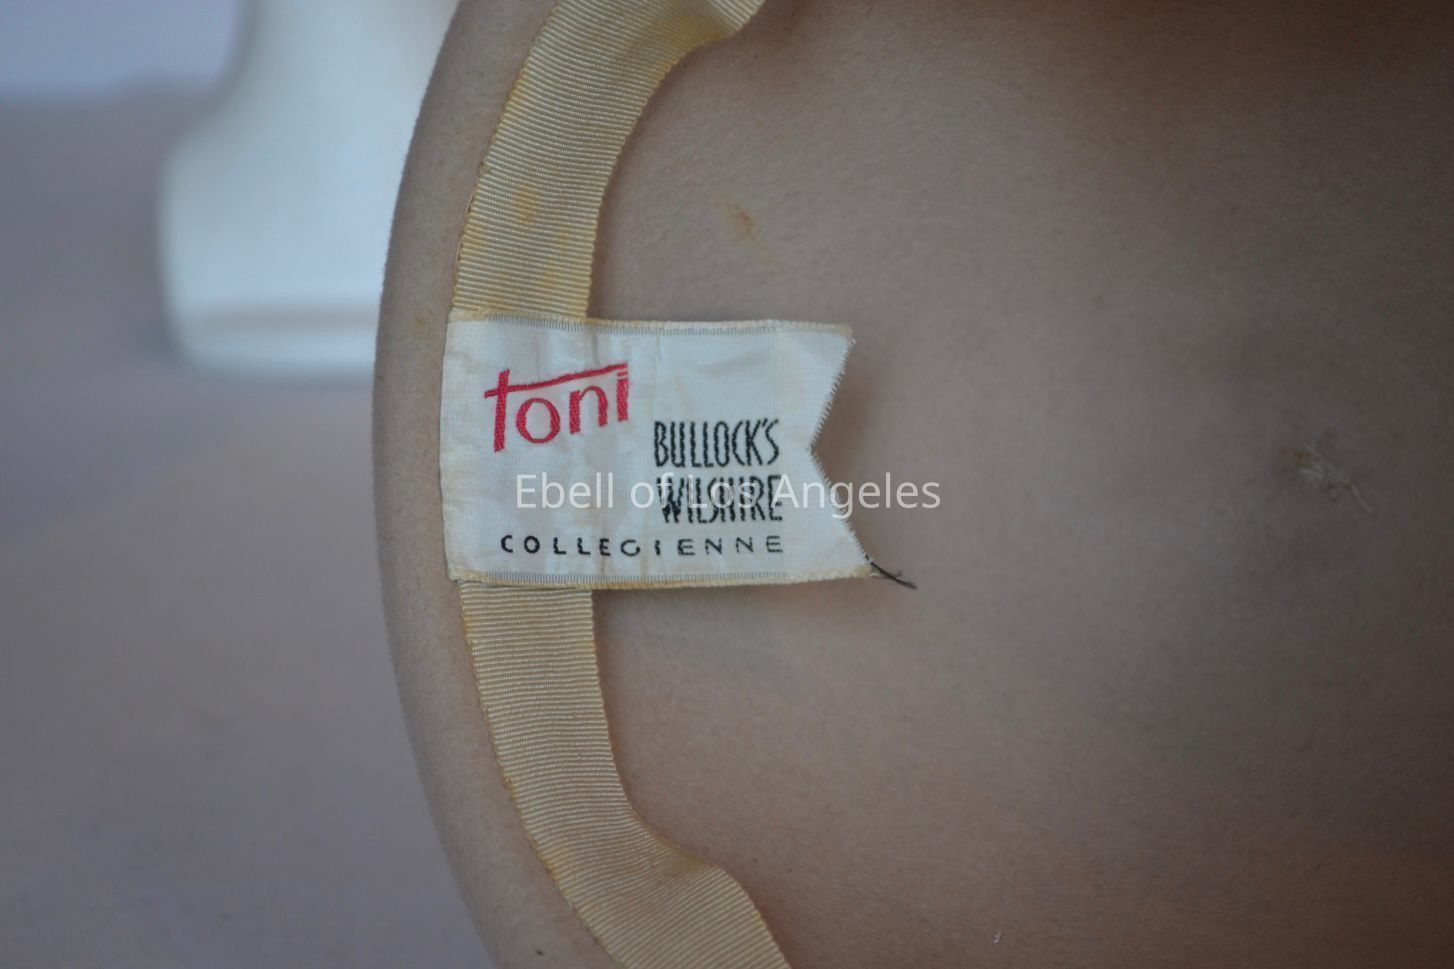 toni
BULLOCK'S
WILSHIRE
COLLEGIENNE
Ebell of Los Angeles